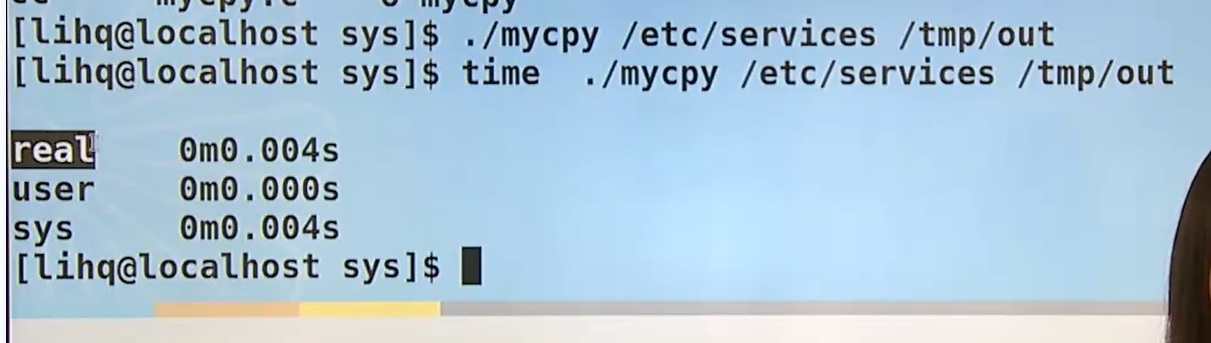 [lihq@localhost sys]$ ./mycpy /etc/services /tmp/out
[lihq@localhost sys]$ time  ./mycpy /etc/services /tmp/out
real 0m0.004s
user 0m0.000s
sys 0m0.004s
[lihq@localhost sys]$